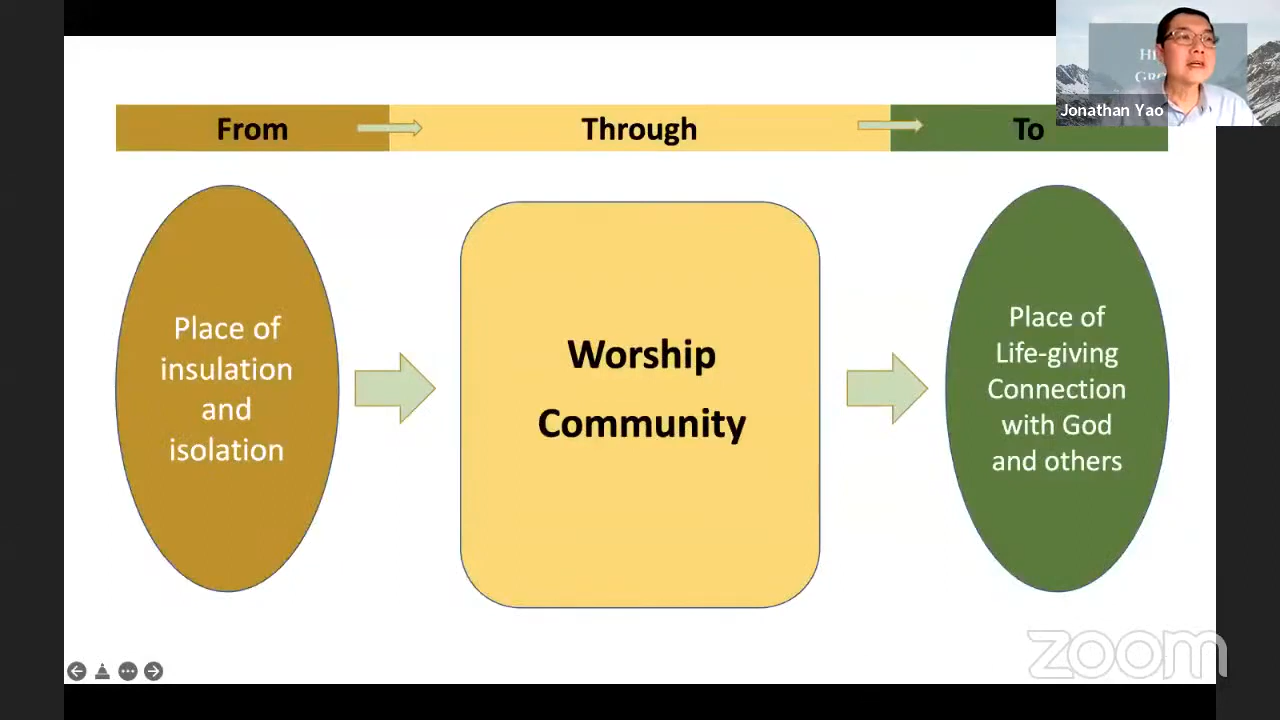 From
Through
To
Jonathan Yao
Place of
insulation
and
isolation
Worship
Community
Place of
Life-giving
Connection
with God
and others
zoom